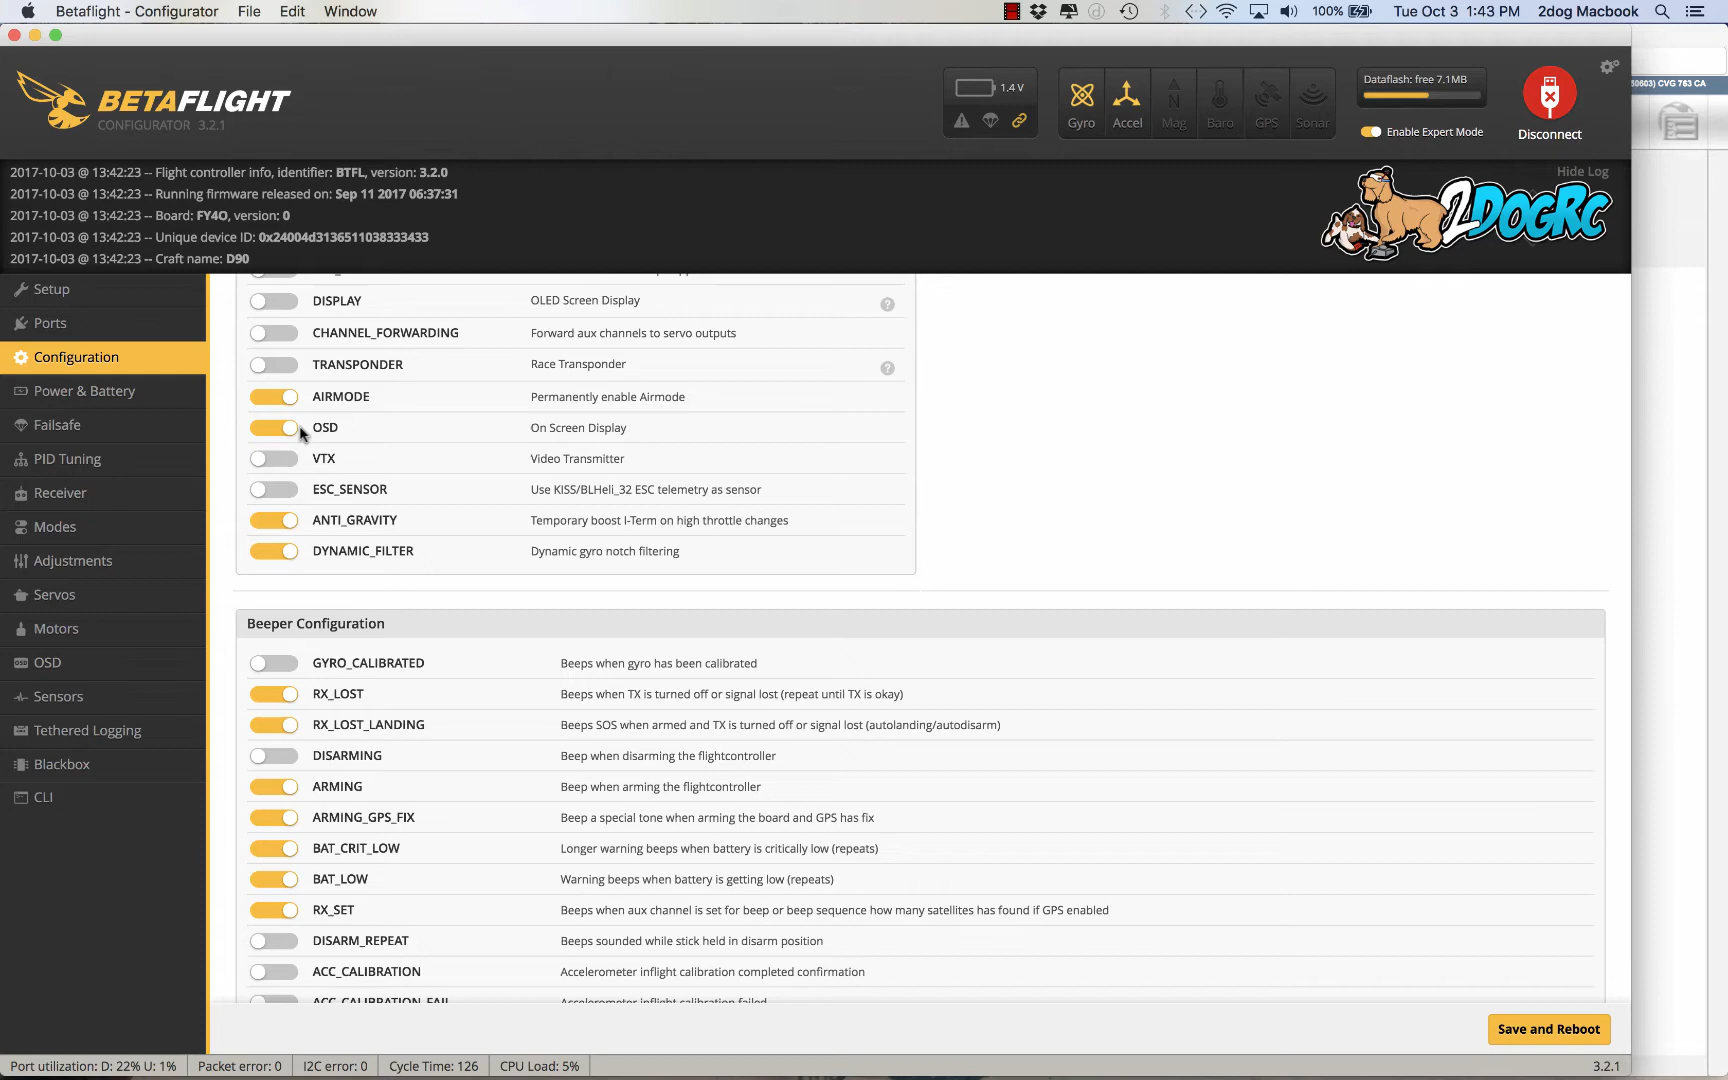 Betaflight - Configurator File Edit Window
100% Tue Oct 3 1:43 PM 2dog Macbook
BETAFLIGHT
CONFIGURATOR 3.2.1
1.4 V
Gyro Accel Mag Baro GPS Sonar
Dataflash: free 7.1MB
Enable Expert Mode
Disconnect
60603) CVG 763 CA
2017-10-03 @ 13:42:23 -- Flight controller info, identifier: BTFL, version: 3.2.0
2017-10-03 @ 13:42:23 -- Running firmware released on: Sep 11 2017 06:37:31
2017-10-03 @ 13:42:23 -- Board: FY4O, version: 0
2017-10-03 @ 13:42:23 -- Unique device ID: 0x24004d3136511038333433
2017-10-03 @ 13:42:23 -- Craft name: D90
Hide Log
2DOGRC
Setup
Ports
Configuration
Power & Battery
Failsafe
PID Tuning
Receiver
Modes
Adjustments
Servos
Motors
OSD
Sensors
Tethered Logging
Blackbox
CLI
DISPLAY OLED Screen Display
CHANNEL_FORWARDING Forward aux channels to servo outputs
TRANSPONDER Race Transponder
AIRMODE Permanently enable Airmode
OSD On Screen Display
VTX Video Transmitter
ESC_SENSOR Use KISS/BLHeli_32 ESC telemetry as sensor
ANTI_GRAVITY Temporary boost I-Term on high throttle changes
DYNAMIC_FILTER Dynamic gyro notch filtering
Beeper Configuration
GYRO_CALIBRATED Beeps when gyro has been calibrated
RX_LOST Beeps when TX is turned off or signal lost (repeat until TX is okay)
RX_LOST_LANDING Beeps SOS when armed and TX is turned off or signal lost (autolanding/autodisarm)
DISARMING Beep when disarming the flightcontroller
ARMING Beep when arming the flightcontroller
ARMING_GPS_FIX Beep a special tone when arming the board and GPS has fix
BAT_CRIT_LOW Longer warning beeps when battery is critically low (repeats)
BAT_LOW Warning beeps when battery is getting low (repeats)
RX_SET Beeps when aux channel is set for beep or beep sequence how many satellites has found if GPS enabled
DISARM_REPEAT Beeps sounded while stick held in disarm position
ACC_CALIBRATION Accelerometer inflight calibration completed confirmation
ACC_CALIBRATION_FAIL Accelerometer inflight calibration failed
Save and Reboot
Port utilization: D: 22% U: 1% Packet error: 0 I2C error: 0 Cycle Time: 126 CPU Load: 5% 3.2.1